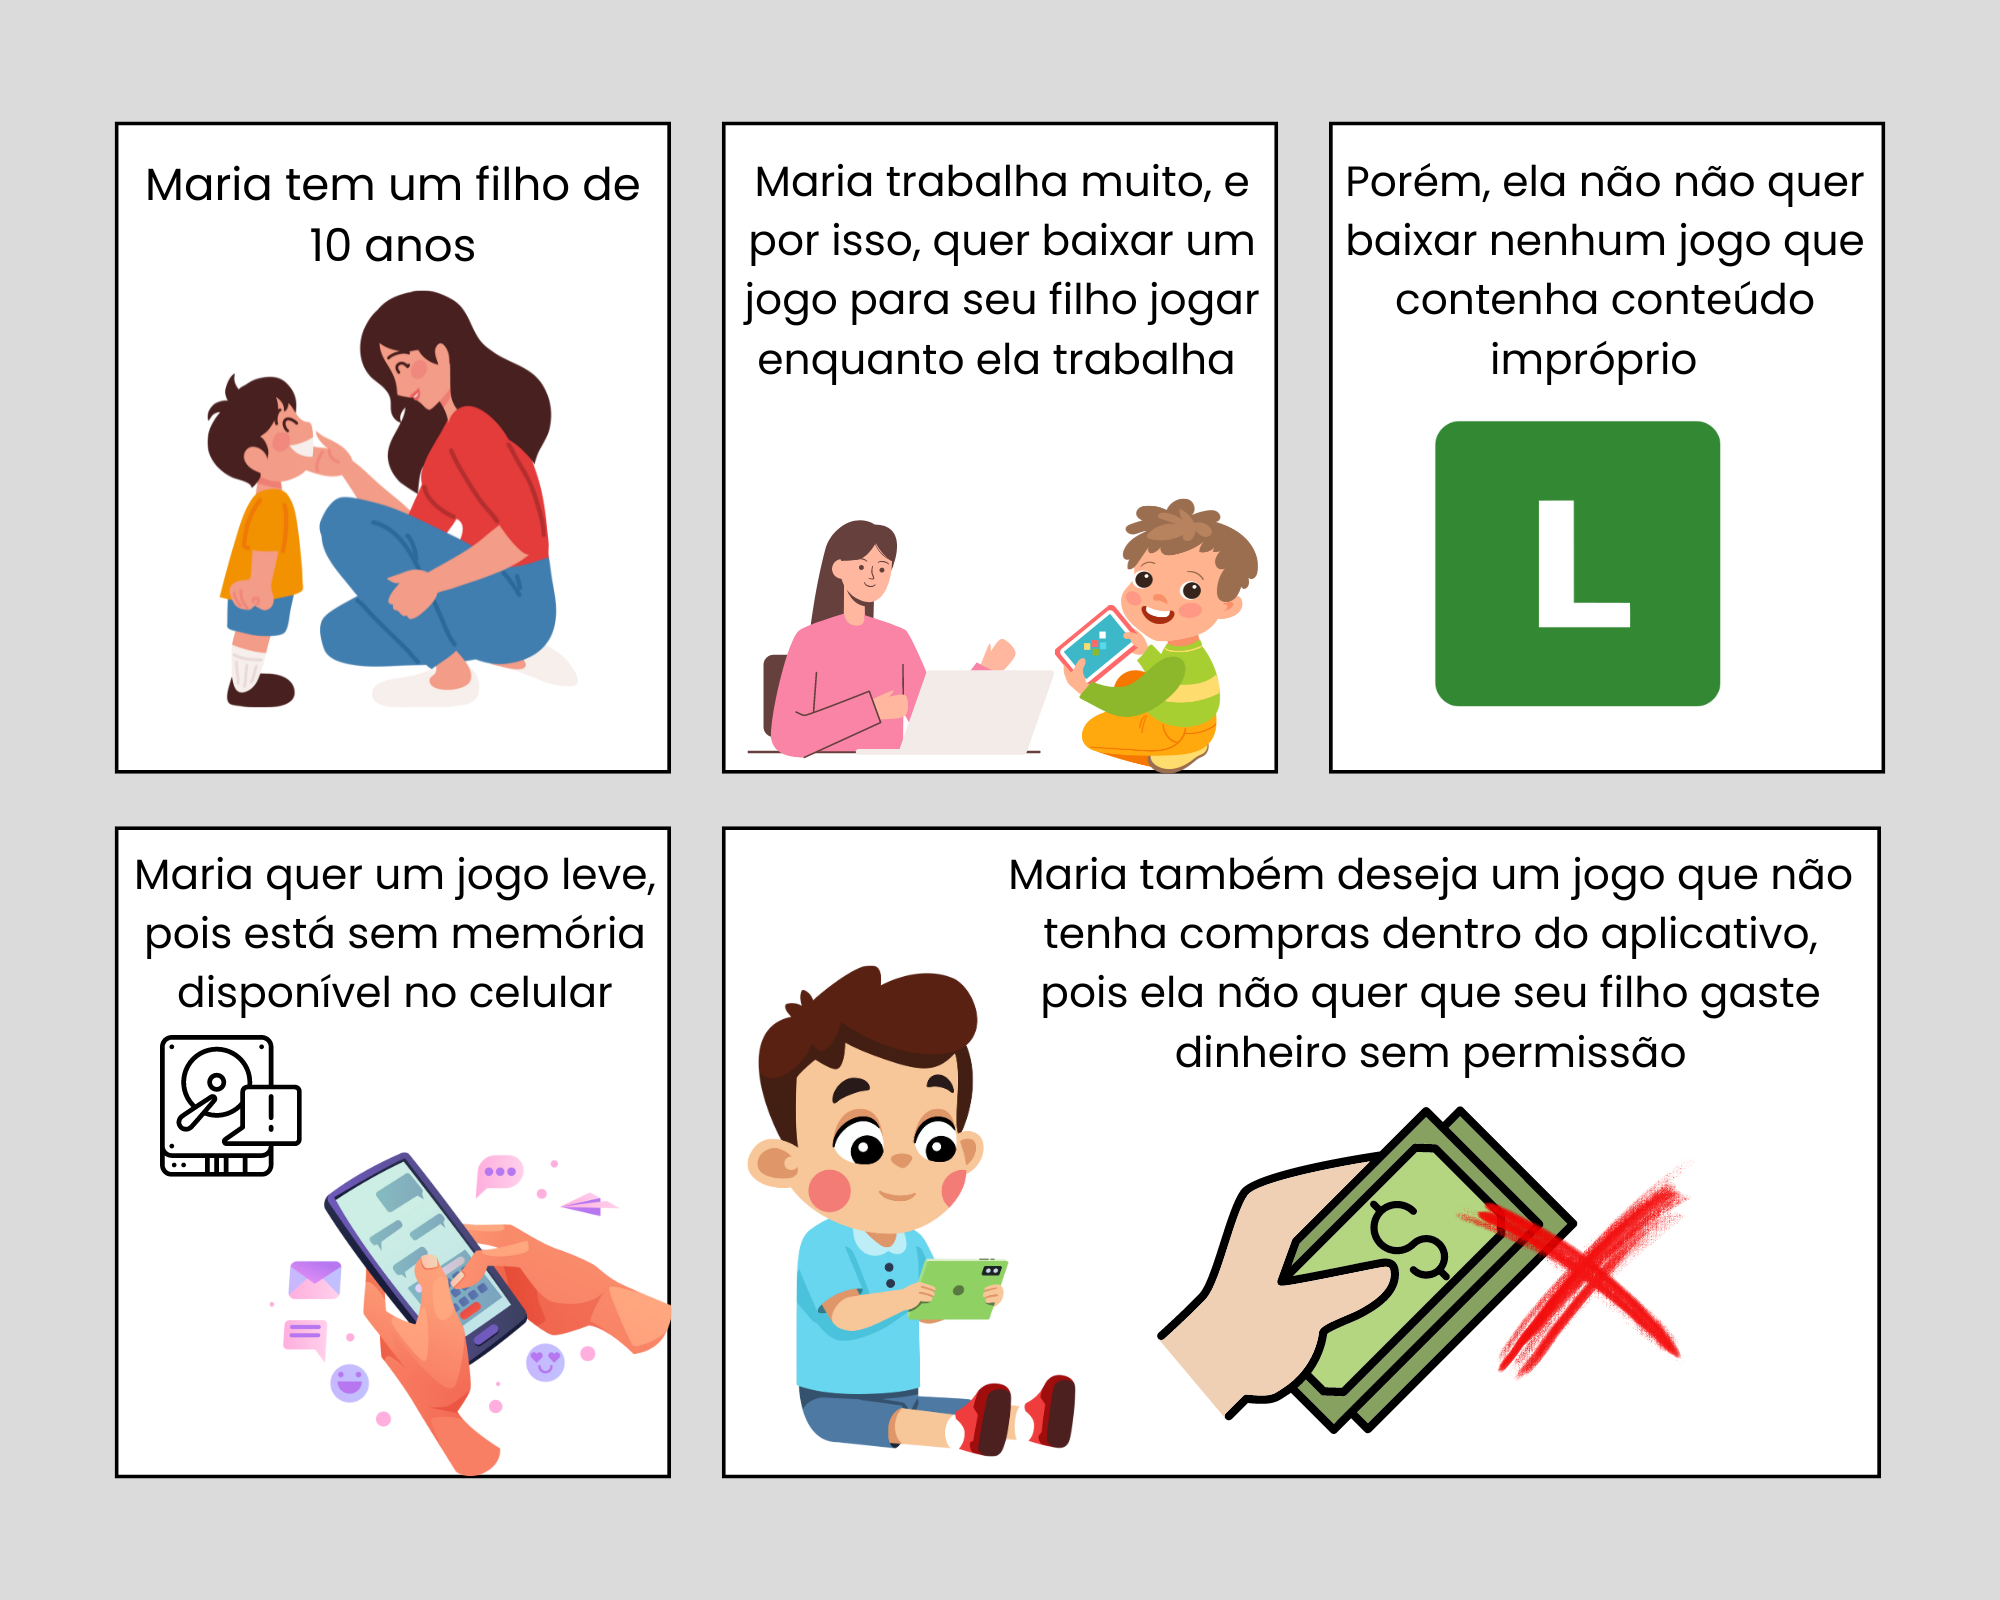 Maria tem um filho de
10 anos
Maria trabalha muito, e
por isso, quer baixar um
jogo para seu filho jogar
enquanto ela trabalha
Porém, ela não não quer
baixar nenhum jogo que
contenha conteúdo
impróprio
L
Maria quer um jogo leve,
pois está sem memória
disponível no celular
Maria também deseja um jogo que não
tenha compras dentro do aplicativo,
pois ela não quer que seu filho gaste
dinheiro sem permissão